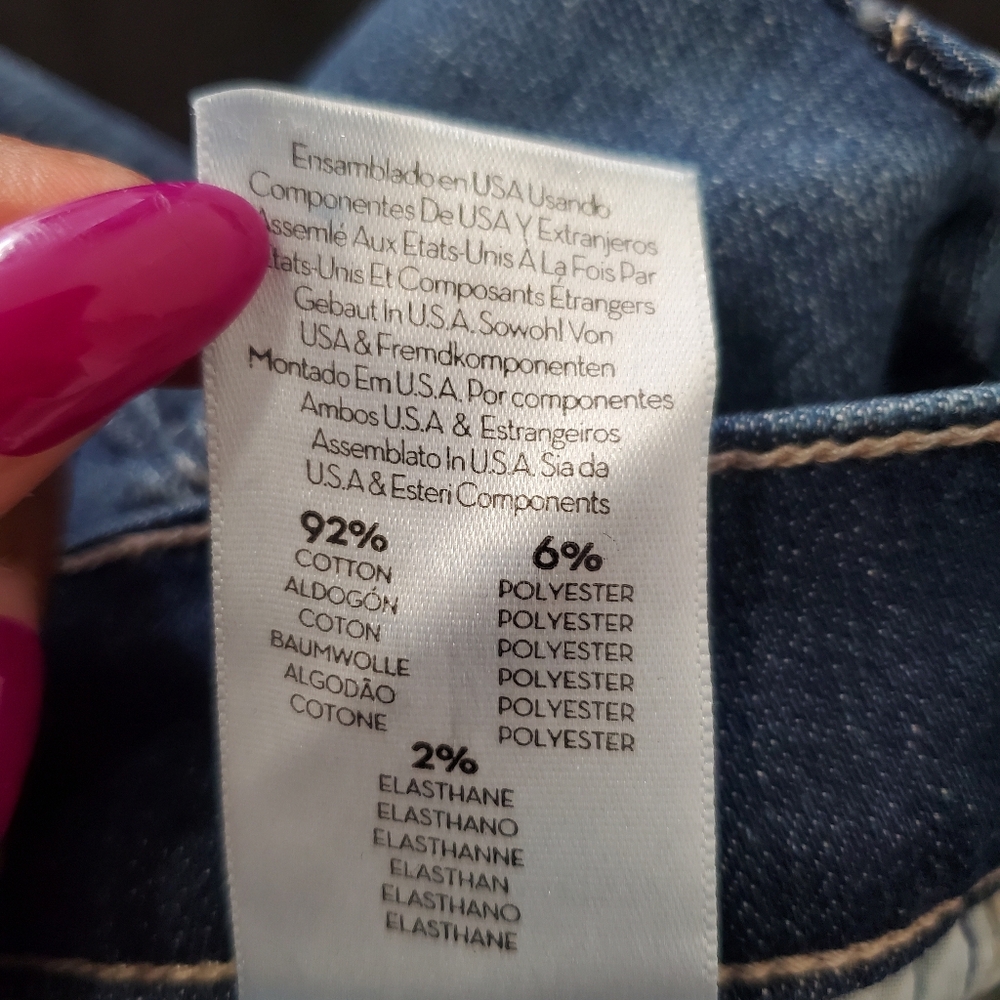 Ensamblado en USA Usando
Componentes De USA Y Extranjeros
Assemlé Aux Etats-Unis À La Fois Par
Etats-Unis Et Composants Étrangers
Gebaut In U.S.A. Sowohl Von
USA & Fremdkomponenten
Montado Em U.S.A. Por componentes
Ambos U.S.A & Estrangeiros
Assemblato In U.S.A. Sia da
U.S.A & Esteri Components
92%
COTTON
ALDOGÓN
COTON
BAUMWOLLE
ALGODÃO
COTONE
6%
POLYESTER
POLYESTER
POLYESTER
POLYESTER
POLYESTER
POLYESTER
2%
ELASTHANE
ELASTHANO
ELASTHANNE
ELASTHAN
ELASTHANO
ELASTHANE